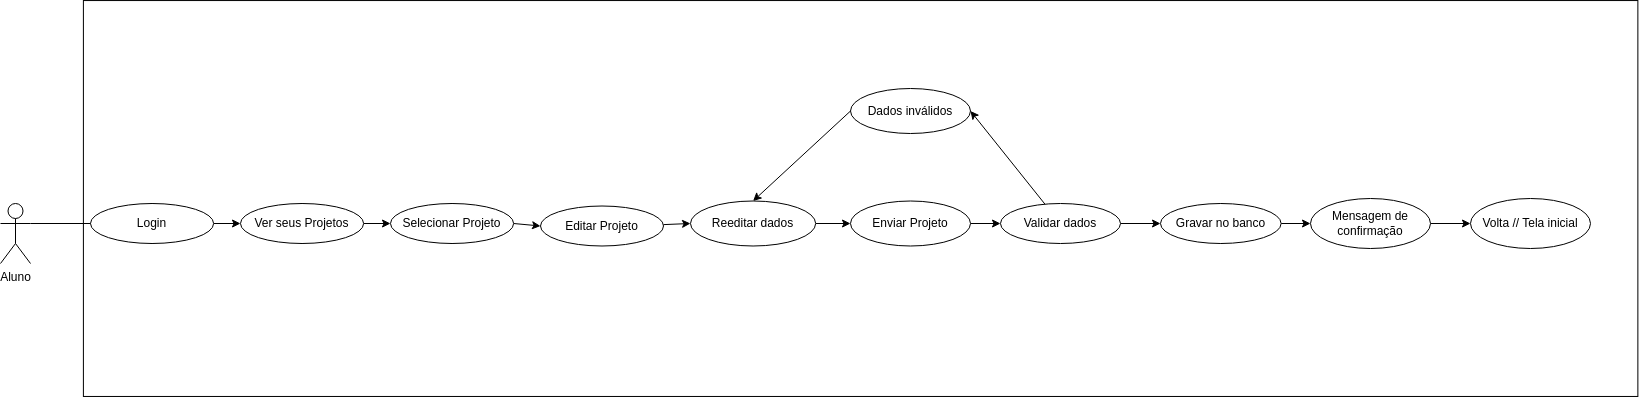 Dados inválidos
Login
Ver seus Projetos
Selecionar Projeto
Editar Projeto
Reeditar dados
Enviar Projeto
Validar dados
Gravar no banco
Mensagem de
confirmação
Volta // Tela inicial
Aluno